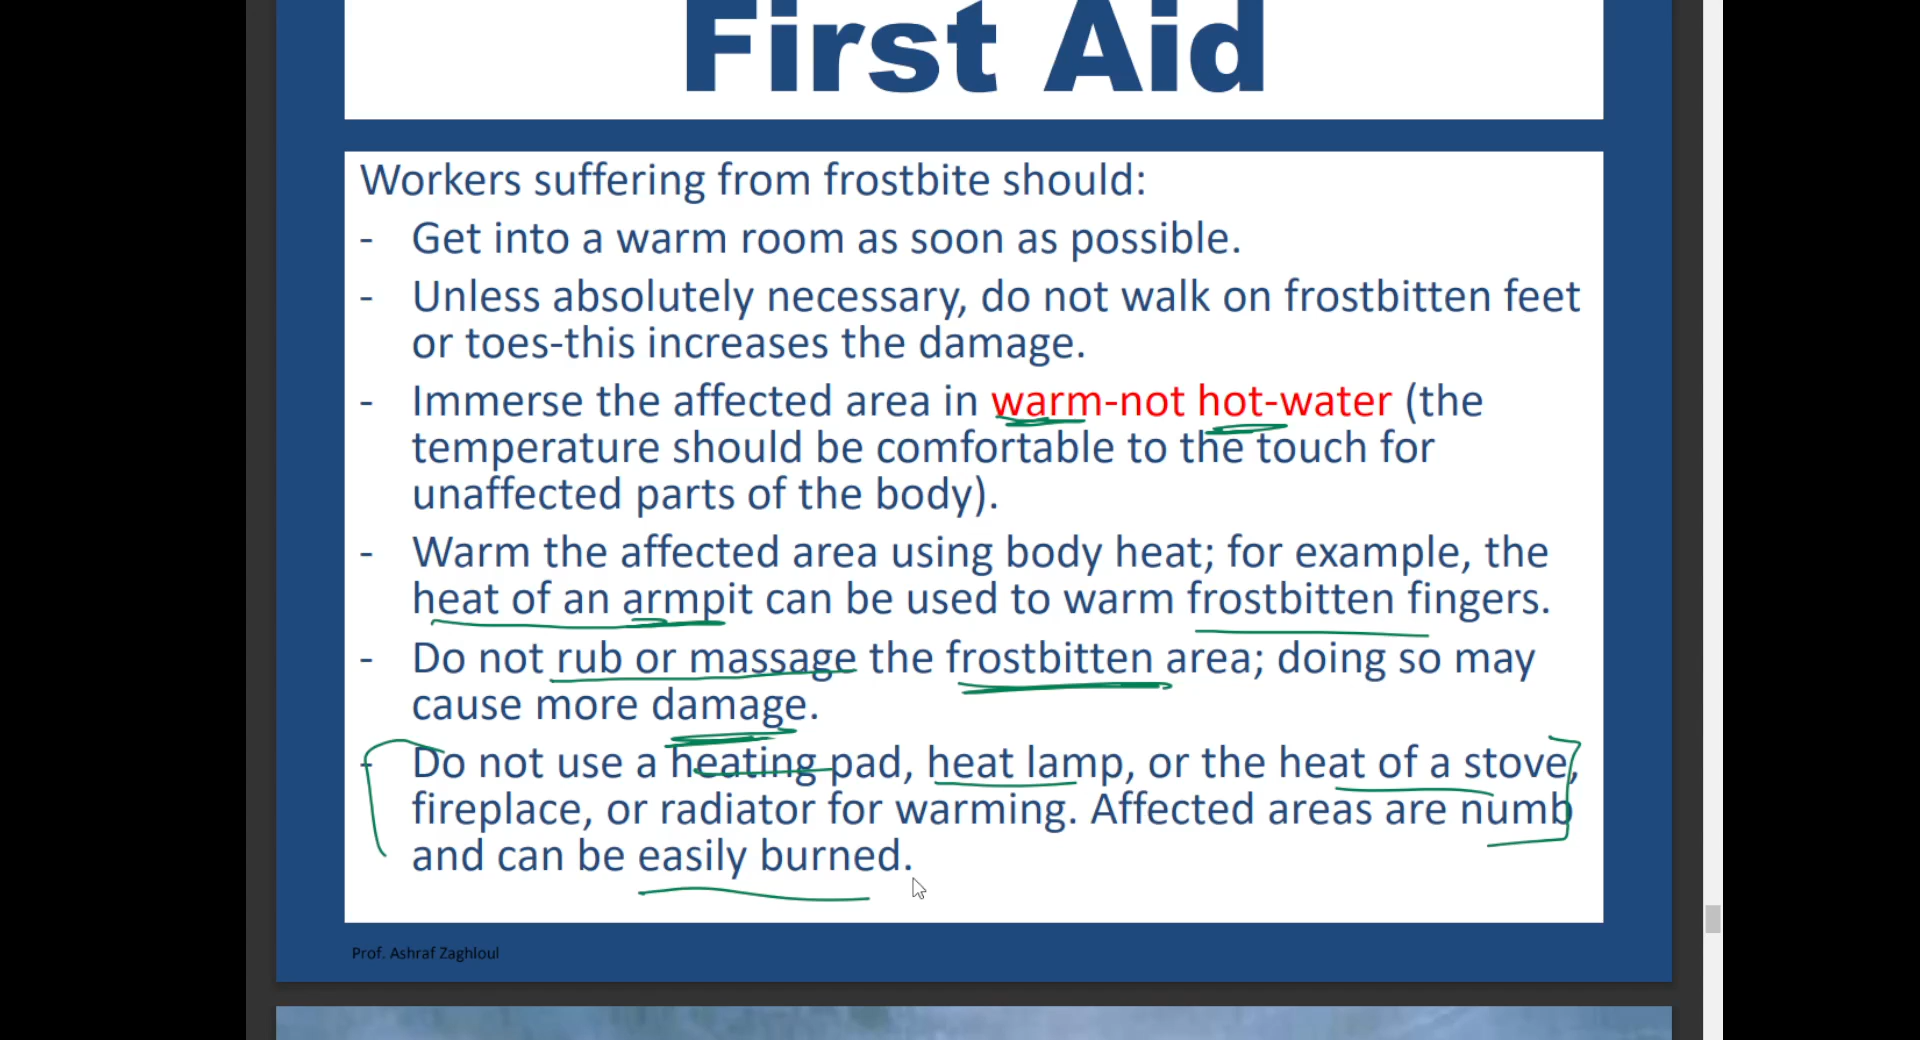 First Aid
Workers suffering from frostbite should:
- Get into a warm room as soon as possible.
- Unless absolutely necessary, do not walk on frostbitten feet
or toes-this increases the damage.
- Immerse the affected area in warm-not hot-water (the
temperature should be comfortable to the touch for
unaffected parts of the body).
- Warm the affected area using body heat; for example, the
heat of an armpit can be used to warm frostbitten fingers.
- Do not rub or massage the frostbitten area; doing so may
cause more damage.
- Do not use a heating pad, heat lamp, or the heat of a stove,
fireplace, or radiator for warming. Affected areas are numb
and can be easily burned.
Prof. Ashraf Zaghloul